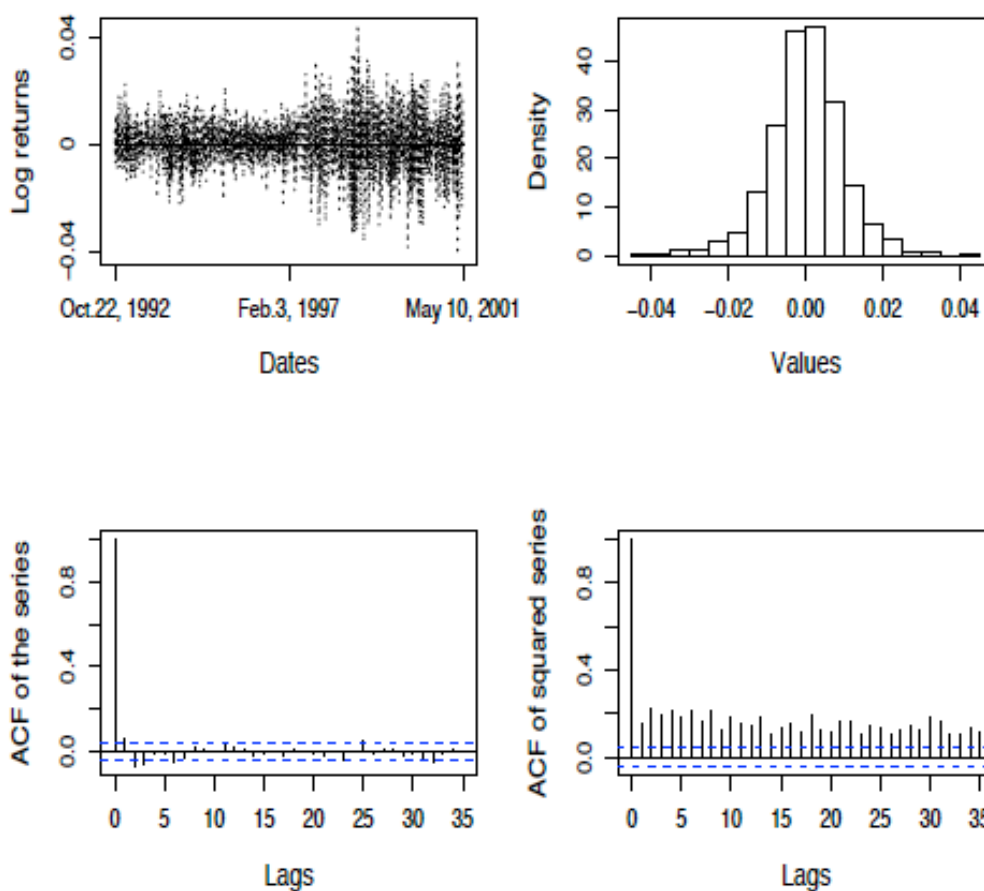 Log returns
0.04
0
−0.04
Oct.22, 1992 Feb.3, 1997 May 10, 2001
Dates
Density
40
30
20
10
0
−0.04 −0.02 0.00 0.02 0.04
Values
ACF of the series
0.8
0.4
0.0
0 5 10 15 20 25 30 35
Lags
ACF of squared series
0.8
0.4
0.0
0 5 10 15 20 25 30 35
Lags